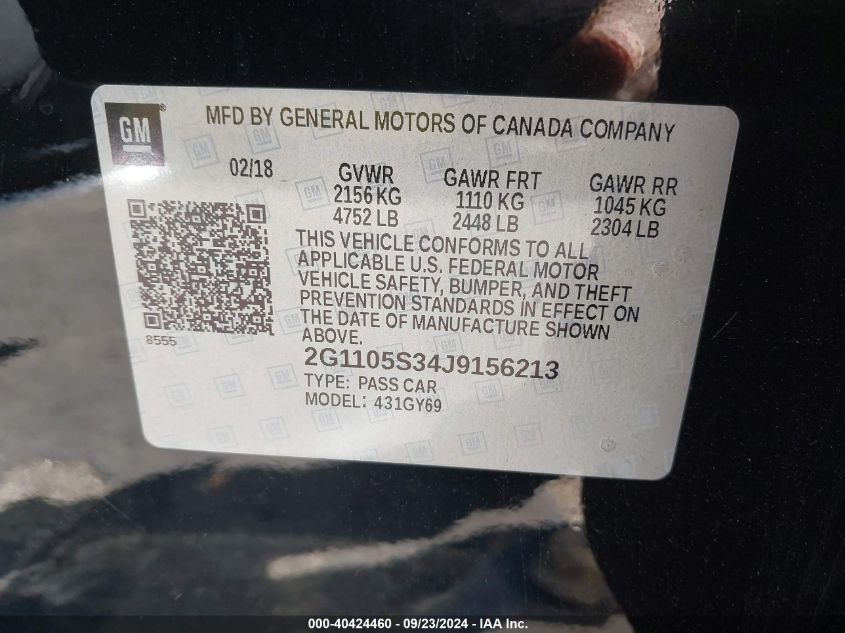 GM
MFD BY GENERAL MOTORS OF CANADA COMPANY
02/18 GVWR GAWR FRT GAWR RR
2156 KG 1110 KG 1045 KG
4752 LB 2448 LB 2304 LB
THIS VEHICLE CONFORMS TO ALL
APPLICABLE U.S. FEDERAL MOTOR
VEHICLE SAFETY, BUMPER, AND THEFT
PREVENTION STANDARDS IN EFFECT ON
THE DATE OF MANUFACTURE SHOWN
ABOVE.
8555
2G1105S34J9156213
TYPE: PASS CAR
MODEL: 431GY69
000-40424460 - 09/23/2024 - IAA Inc.